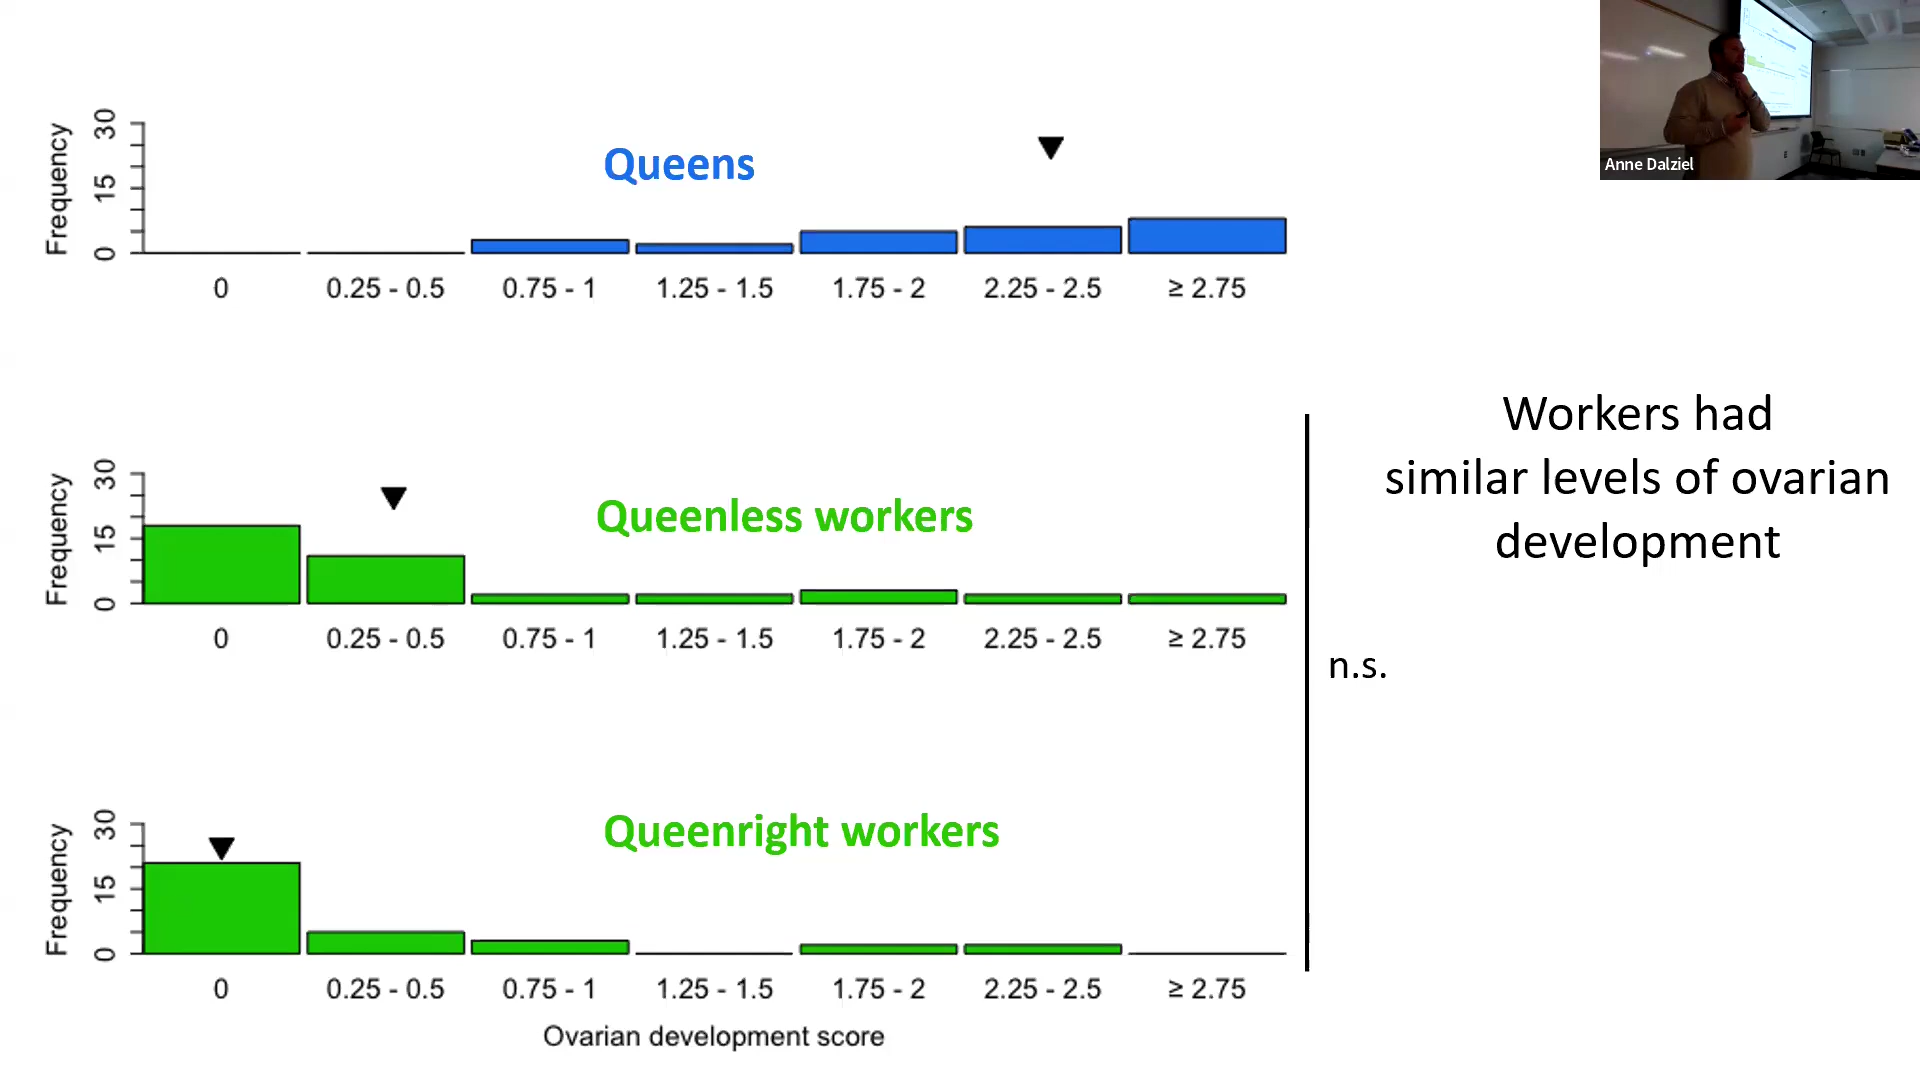 Anne Dalziel
Queens
Frequency
0 15 30
0 0.25 - 0.5 0.75 - 1 1.25 - 1.5 1.75 - 2 2.25 - 2.5 ≥ 2.75
Queenless workers
Frequency
0 15 30
0 0.25 - 0.5 0.75 - 1 1.25 - 1.5 1.75 - 2 2.25 - 2.5 ≥ 2.75
Workers had
similar levels of ovarian
development
n.s.
Queenright workers
Frequency
0 15 30
0 0.25 - 0.5 0.75 - 1 1.25 - 1.5 1.75 - 2 2.25 - 2.5 ≥ 2.75
Ovarian development score